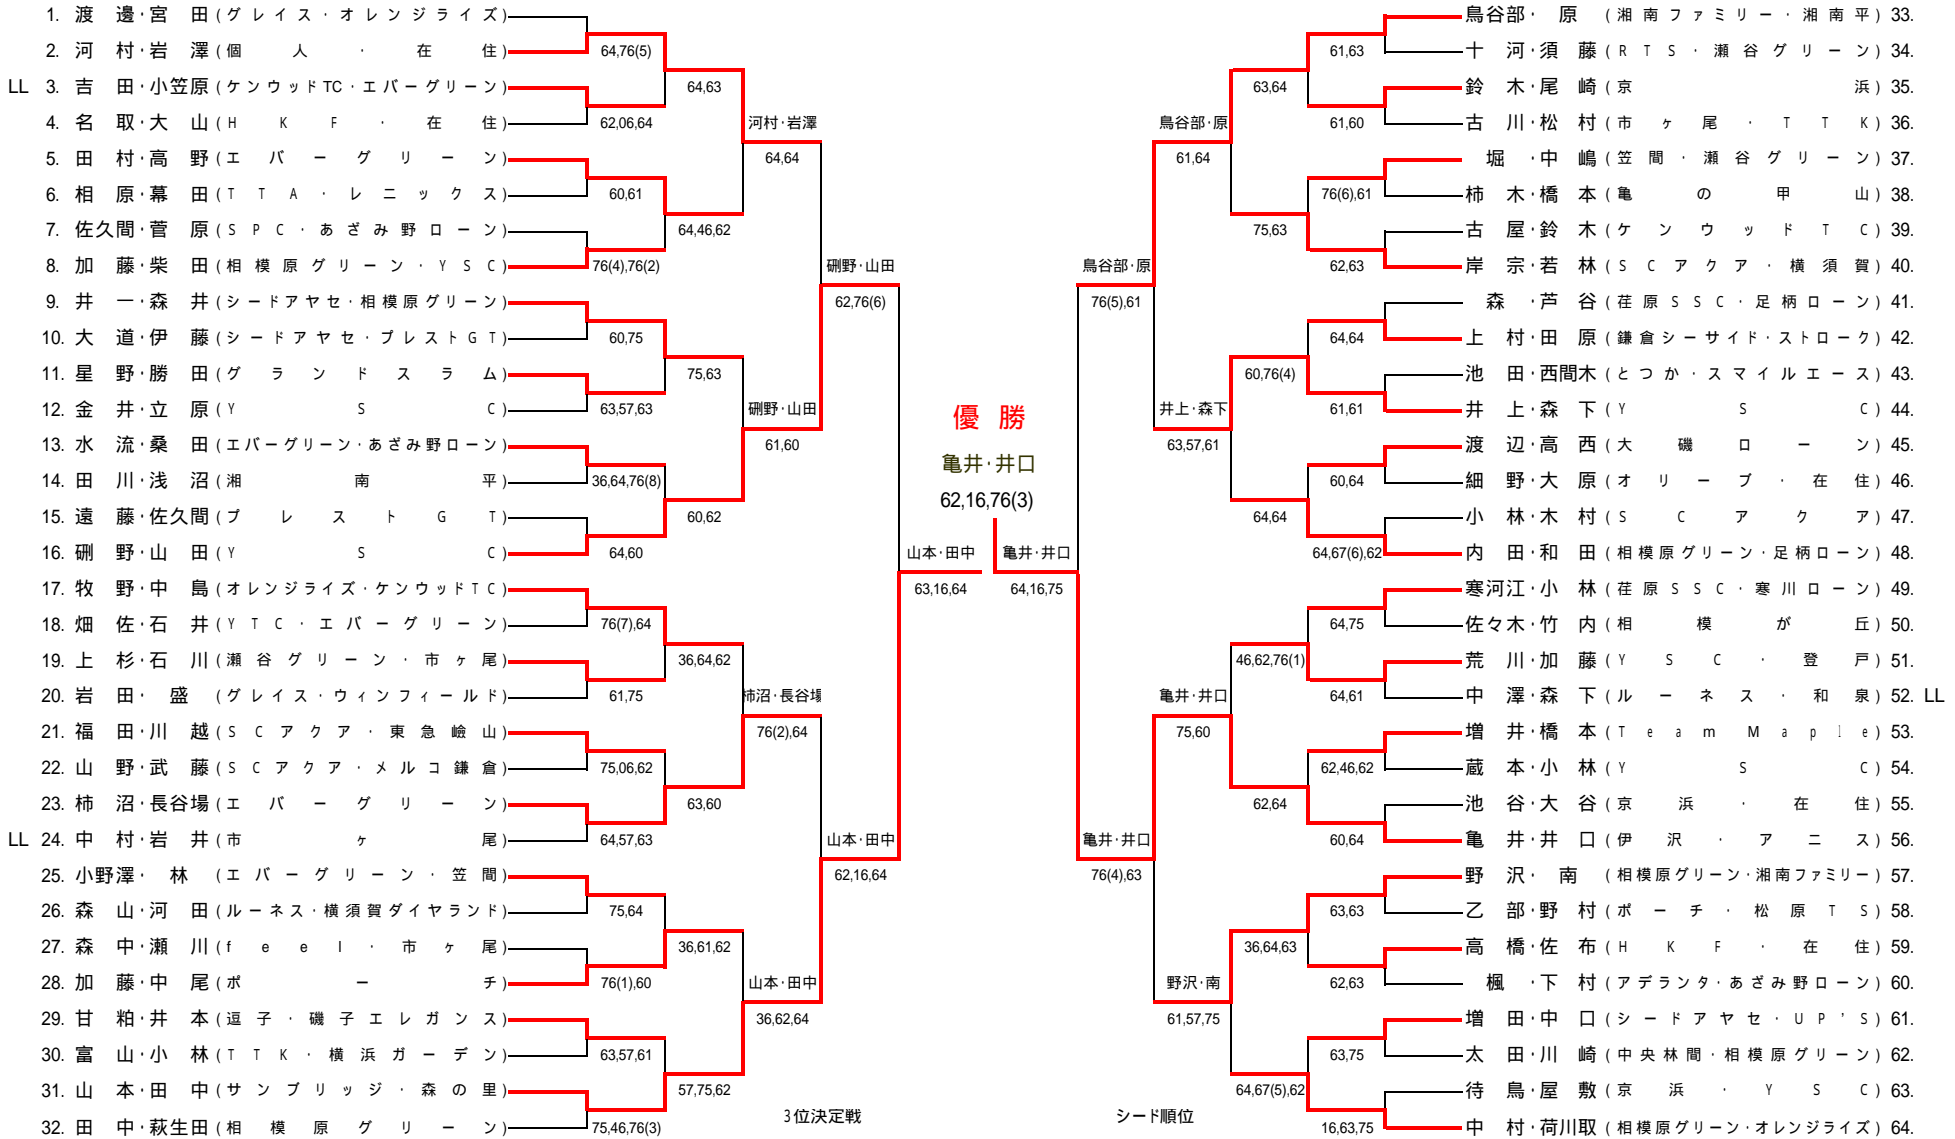 1. 渡 邊・宮 田 (グレイス・オレンジライズ)
2. 河 村・岩 澤 (個人・在住)
LL 3. 吉 田・小笠原 (ケンウッドTC・エバーグリーン)
4. 名 取・大 山 (HKF・在住)
5. 田 村・高 野 (エバーグリーン)
6. 相 原・幕 田 (TTA・レニックス)
7. 佐久間・菅 原 (SPC・あざみ野ローン)
8. 加 藤・柴 田 (相模原グリーン・YSC)
9. 井 一・森 井 (シードアヤセ・相模原グリーン)
10. 大 道・伊 藤 (シードアヤセ・プレストGT)
11. 星 野・勝 田 (グランドスラム)
12. 金 井・立 原 (YSC)
13. 水 流・桑 田 (エバーグリーン・あざみ野ローン)
14. 田 川・浅 沼 (湘南平)
15. 遠 藤・佐久間 (プレストGT)
16. 硎 野・山 田 (YSC)
17. 牧 野・中 島 (オレンジライズ・ケンウッドTC)
18. 畑 佐・石 井 (YTC・エバーグリーン)
19. 上 杉・石 川 (瀬谷グリーン・市ヶ尾)
20. 岩 田・ 盛 (グレイス・ウィンフィールド)
21. 福 田・川 越 (SCアクア・東急嶮山)
22. 山 野・武 藤 (SCアクア・メルコ鎌倉)
23. 柿 沼・長谷場 (エバーグリーン)
LL 24. 中 村・岩 井 (市ヶ尾)
25. 小野澤・ 林 (エバーグリーン・笠間)
26. 森 山・河 田 (ルーネス・横須賀ダイヤランド)
27. 森 中・瀬 川 (feel・市ヶ尾)
28. 加 藤・中 尾 (ポーチ)
29. 甘 粕・井 本 (逗子・磯子エレガンス)
30. 富 山・小 林 (TTK・横浜ガーデン)
31. 山 本・田 中 (サンブリッジ・森の里)
32. 田 中・萩生田 (相模原グリーン)
64,76(5)
62,06,64
60,61
76(4),76(2)
60,75
63,57,63
36,64,76(8)
64,60
76(7),64
61,75
75,06,62
64,57,63
75,64
76(1),60
63,57,61
75,46,76(3)
64,63
64,46,62
75,63
60,62
36,64,62
63,60
36,61,62
57,75,62
河村・岩澤
64,64
硎野・山田
61,60
柿沼・長谷場
76(2),64
山本・田中
36,62,64
硎野・山田
62,76(6)
山本・田中
62,16,64
山本・田中
63,16,64
優 勝
亀井・井口
62,16,76(3)
亀井・井口
64,16,75
鳥谷部・原
76(5),61
亀井・井口
76(4),63
鳥谷部・原
61,64
井上・森下
63,57,61
亀井・井口
75,60
野沢・南
61,57,75
63,64
75,63
60,76(4)
64,64
46,62,76(1)
62,64
36,64,63
64,67(5),62
61,63
61,60
76(6),61
62,63
64,64
61,61
60,64
64,67(6),62
64,75
64,61
62,46,62
60,64
63,63
62,63
63,75
16,63,75
鳥谷部・ 原 (湘南ファミリー・湘南平) 33.
十 河・須 藤 (RTS・瀬谷グリーン) 34.
鈴 木・尾 崎 (京浜) 35.
古 川・松 村 (市ヶ尾・TTK) 36.
堀 ・中 嶋 (笠間・瀬谷グリーン) 37.
柿 木・橋 本 (亀の甲山) 38.
古 屋・鈴 木 (ケンウッドTC) 39.
岸 宗・若 林 (SCアクア・横須賀) 40.
森 ・芦 谷 (荏原SSC・足柄ローン) 41.
上 村・田 原 (鎌倉シーサイド・ストローク) 42.
池 田・西間木 (とつか・スマイルエース) 43.
井 上・森 下 (YSC) 44.
渡 辺・高 西 (大磯ローン) 45.
細 野・大 原 (オリーブ・在住) 46.
小 林・木 村 (SCアクア) 47.
内 田・和 田 (相模原グリーン・足柄ローン) 48.
寒河江・小 林 (荏原SSC・寒川ローン) 49.
佐々木・竹 内 (相模が丘) 50.
荒 川・加 藤 (YSC・登戸) 51.
中 澤・森 下 (ルーネス・和泉) 52. LL
増 井・橋 本 (Team Maple) 53.
蔵 本・小 林 (YSC) 54.
池 谷・大 谷 (京浜・在住) 55.
亀 井・井 口 (伊沢・アニス) 56.
野 沢・ 南 (相模原グリーン・湘南ファミリー) 57.
乙 部・野 村 (ポーチ・松原TS) 58.
高 橋・佐 布 (HKF・在住) 59.
楓 ・下 村 (アデランタ・あざみ野ローン) 60.
増 田・中 口 (シードアヤセ・UP'S) 61.
太 田・川 崎 (中央林間・相模原グリーン) 62.
待 鳥・屋 敷 (京浜・YSC) 63.
中 村・荷川取 (相模原グリーン・オレンジライズ) 64.
3位決定戦
シード順位